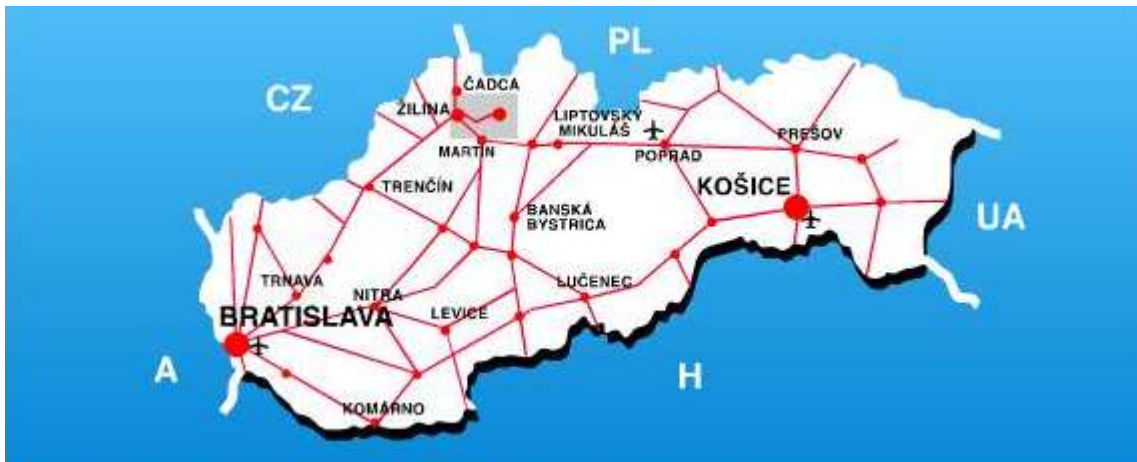 PL
CZ
ČADCA
ŽILINA
LIPTOVSKÝ
MIKULÁŠ
PREŠOV
MARTIN
POPRAD
TRENČÍN
KOŠICE
BANSKÁ
BYSTRICA
UA
TRNAVA
LUČENEC
NITRA
LEVICE
BRATISLAVA
A
H
KOMÁRNO